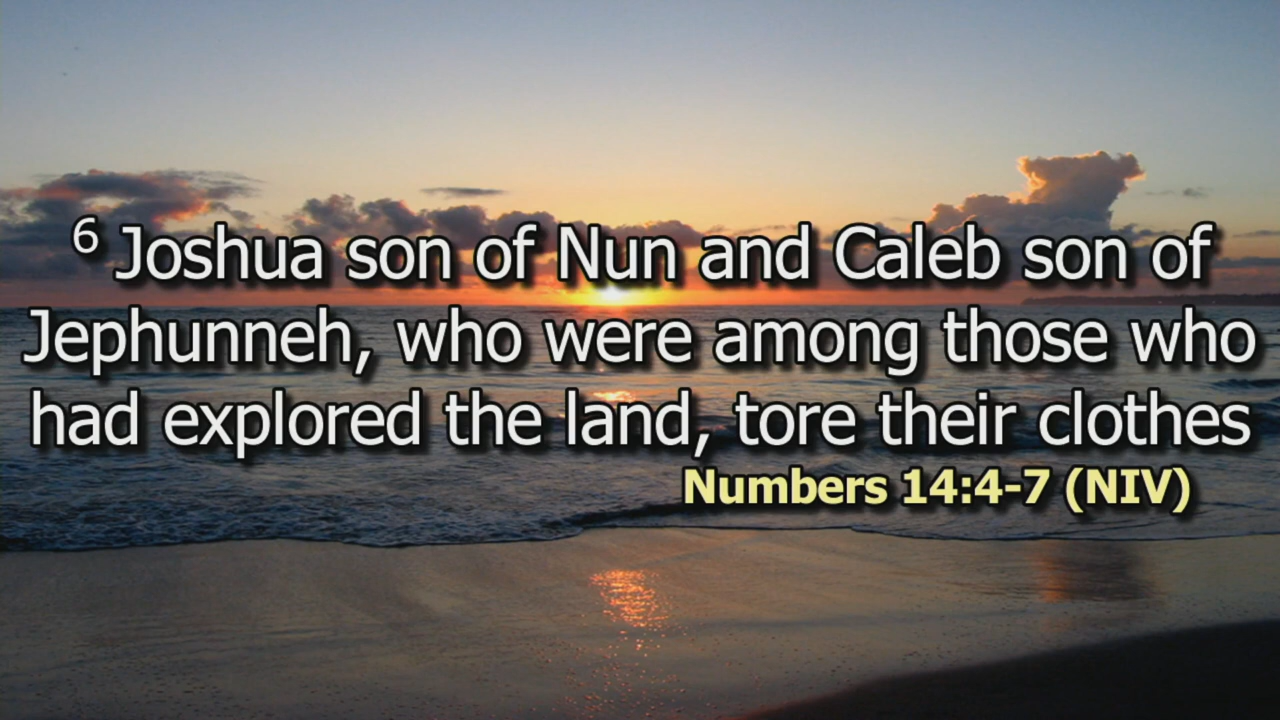 6 Joshua son of Nun and Caleb son of
Jephunneh, who were among those who
had explored the land, tore their clothes
Numbers 14:4-7 (NIV)